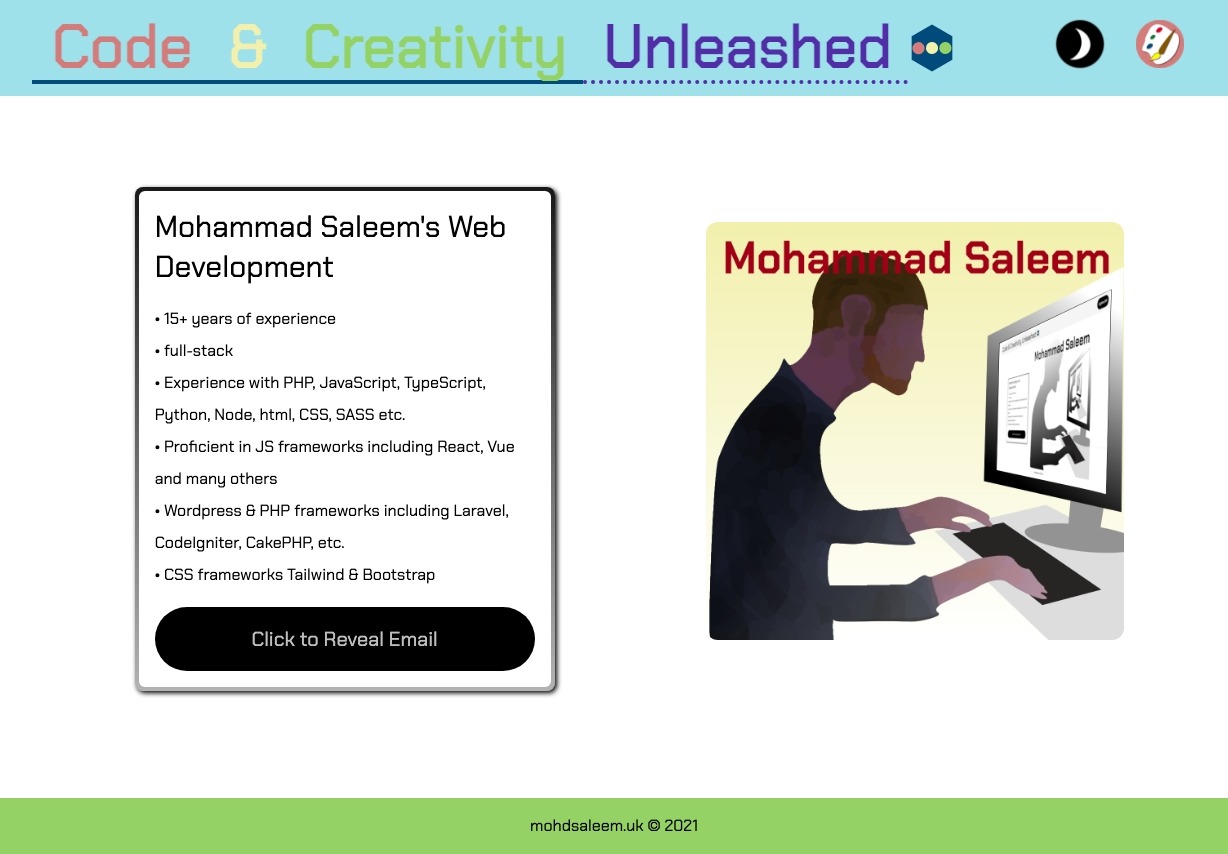 Code & Creativity Unleashed
Mohammad Saleem's Web
Development
• 15+ years of experience
• full-stack
• Experience with PHP, JavaScript, TypeScript,
Python, Node, html, CSS, SASS etc.
• Proficient in JS frameworks including React, Vue
and many others
• Wordpress & PHP frameworks including Laravel,
CodeIgniter, CakePHP, etc.
• CSS frameworks Tailwind & Bootstrap
Click to Reveal Email
Mohammad Saleem
Code & Creativity Unleashed
Mohammad Saleem
mohdsaleem.uk © 2021